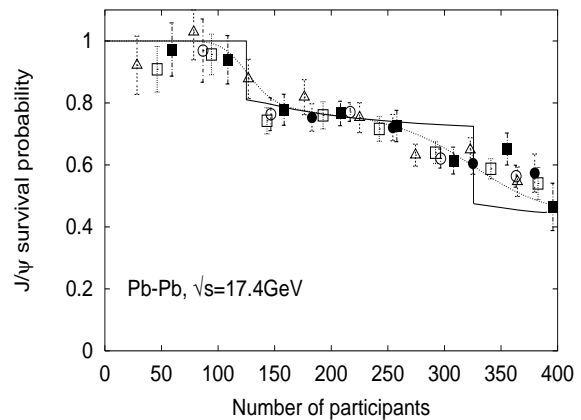 1
0.8
0.6
0.4
0.2
0
J/ψ survival probability
Pb-Pb, √s=17.4GeV
0 50 100 150 200 250 300 350 400
Number of participants